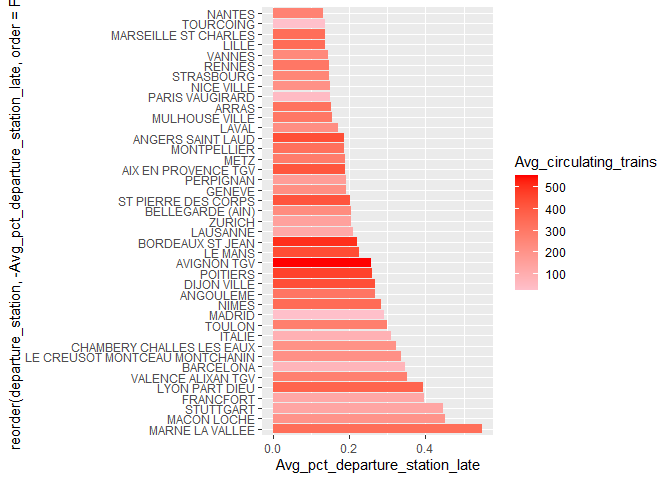 reorder(departure_station, -Avg_pct_departure_station_late, order =
NANTES
TOURCOING
MARSEILLE ST CHARLES
LILLE
VANNES
RENNES
STRASBOURG
NICE VILLE
PARIS VAUGIRARD
ARRAS
MULHOUSE VILLE
LAVAL
ANGERS SAINT LAUD
MONTPELLIER
METZ
AIX EN PROVENCE TGV
PERPIGNAN
GENEVE
ST PIERRE DES CORPS
BELLEGARDE (AIN)
ZURICH
LAUSANNE
BORDEAUX ST JEAN
LE MANS
AVIGNON TGV
POITIERS
DIJON VILLE
ANGOULEME
NIMES
MADRID
TOULON
ITALIE
CHAMBERY CHALLES LES EAUX
LE CREUSOT MONTCEAU MONTCHANIN
BARCELONA
VALENCE ALIXAN TGV
LYON PART DIEU
FRANCFORT
STUTTGART
MACON LOCHE
MARNE LA VALLEE
0.0 0.2 0.4
Avg_pct_departure_station_late
Avg_circulating_trains
500
400
300
200
100